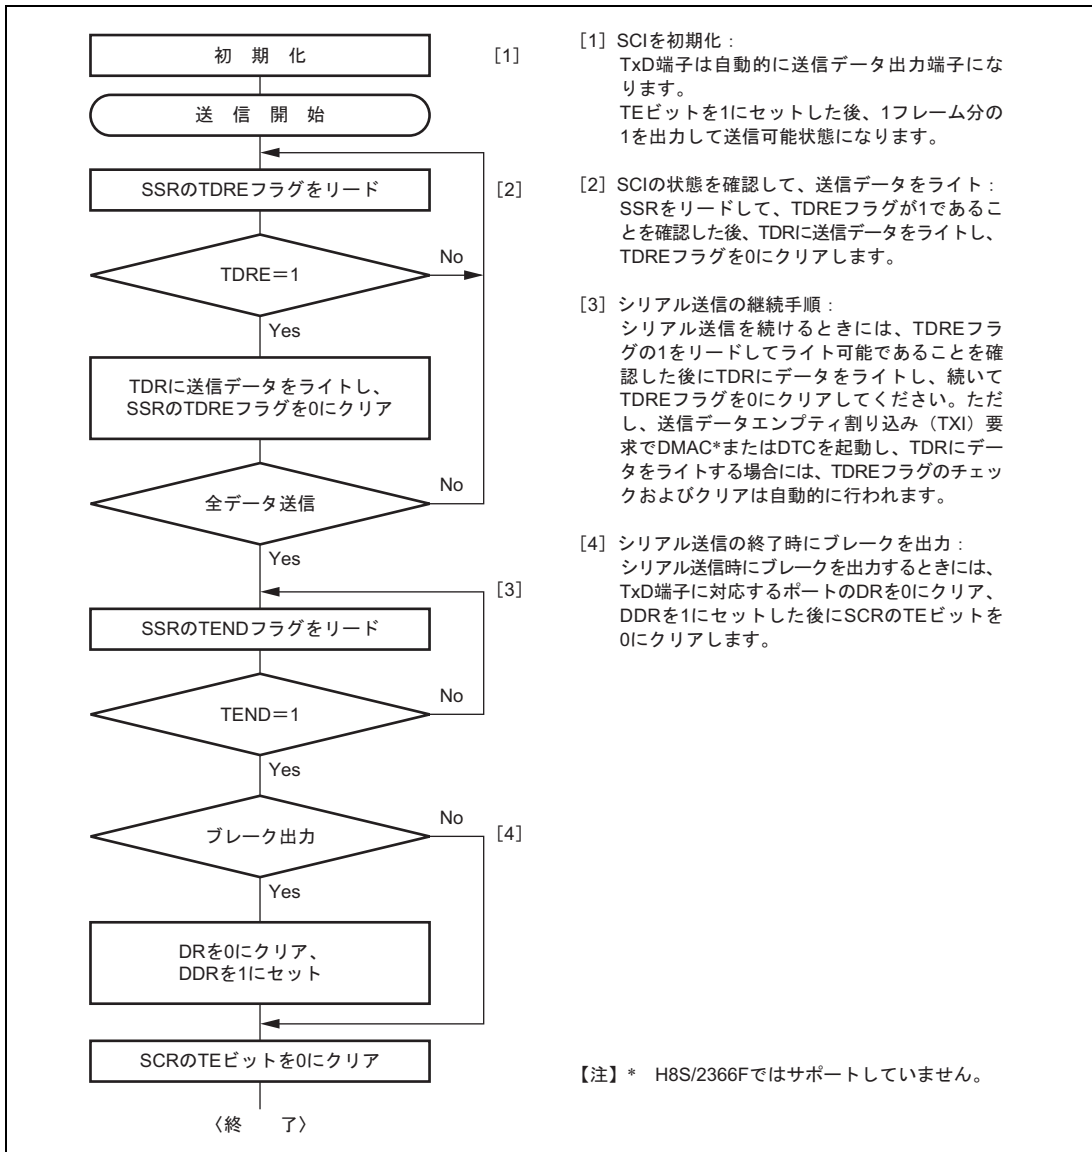 初 期 化
[1]
送 信 開 始
SSRのTDREフラグをリード
[2]
TDRE＝1
No
Yes
TDRに送信データをライトし、
SSRのTDREフラグを0にクリア
全データ送信
No
Yes
[3]
SSRのTENDフラグをリード
TEND＝1
No
Yes
ブレーク出力
No
[4]
Yes
DRを0にクリア、
DDRを1にセット
SCRのTEビットを0にクリア
〈終 了〉
[1] SCIを初期化：
TxD端子は自動的に送信データ出力端子にな
ります。
TEビットを1にセットした後、1フレーム分の
1を出力して送信可能状態になります。
[2] SCIの状態を確認して、送信データをライト：
SSRをリードして、TDREフラグが1であるこ
とを確認した後、TDRに送信データをライトし、
TDREフラグを0にクリアします。
[3] シリアル送信の継続手順：
シリアル送信を続けるときには、TDREフラ
グの1をリードしてライト可能であることを確
認した後にTDRにデータをライトし、続いて
TDREフラグを0にクリアしてください。ただ
し、送信データエンプティ割り込み（TXI）要
求でDMAC*またはDTCを起動し、TDRにデー
タをライトする場合には、TDREフラグのチェッ
クおよびクリアは自動的に行われます。
[4] シリアル送信の終了時にブレークを出力：
シリアル送信時にブレークを出力するときには、
TxD端子に対応するポートのDRを0にクリア、
DDRを1にセットした後にSCRのTEビットを
0にクリアします。
【注】* H8S/2366Fではサポートしていません。